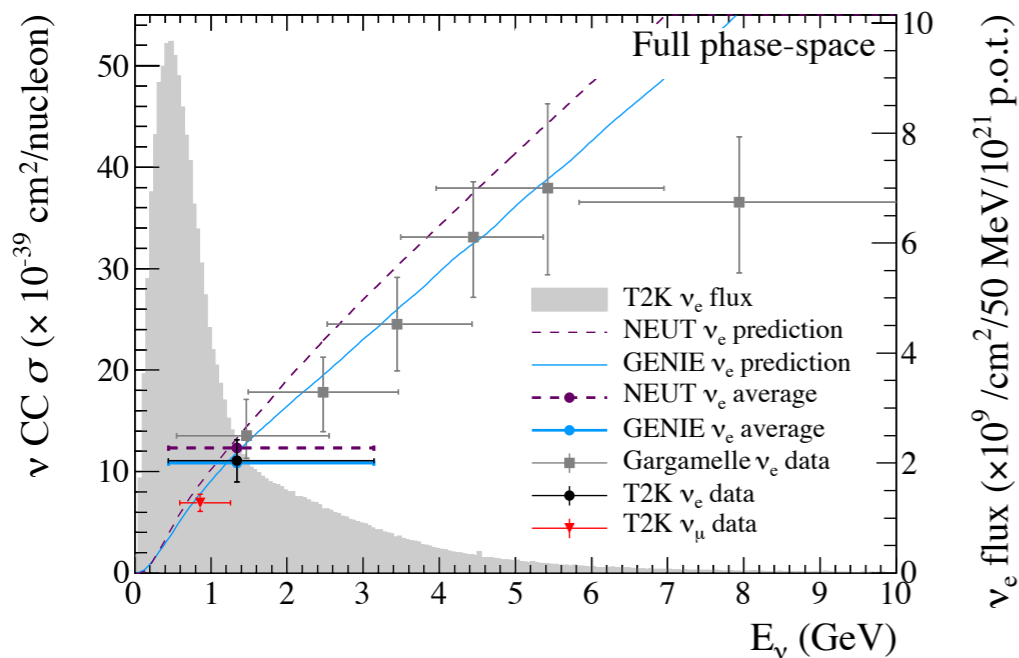 Full phase-space
ν CC σ (× 10⁻³⁹ cm²/nucleon)
50
40
30
20
10
0
10
8
6
4
2
0
νₑ flux (×10⁹ /cm²/50 MeV/10²¹ p.o.t.)
T2K νₑ flux
NEUT νₑ prediction
GENIE νₑ prediction
NEUT νₑ average
GENIE νₑ average
Gargamelle νₑ data
T2K νₑ data
T2K ν_μ data
0 1 2 3 4 5 6 7 8 9 10
E_ν (GeV)